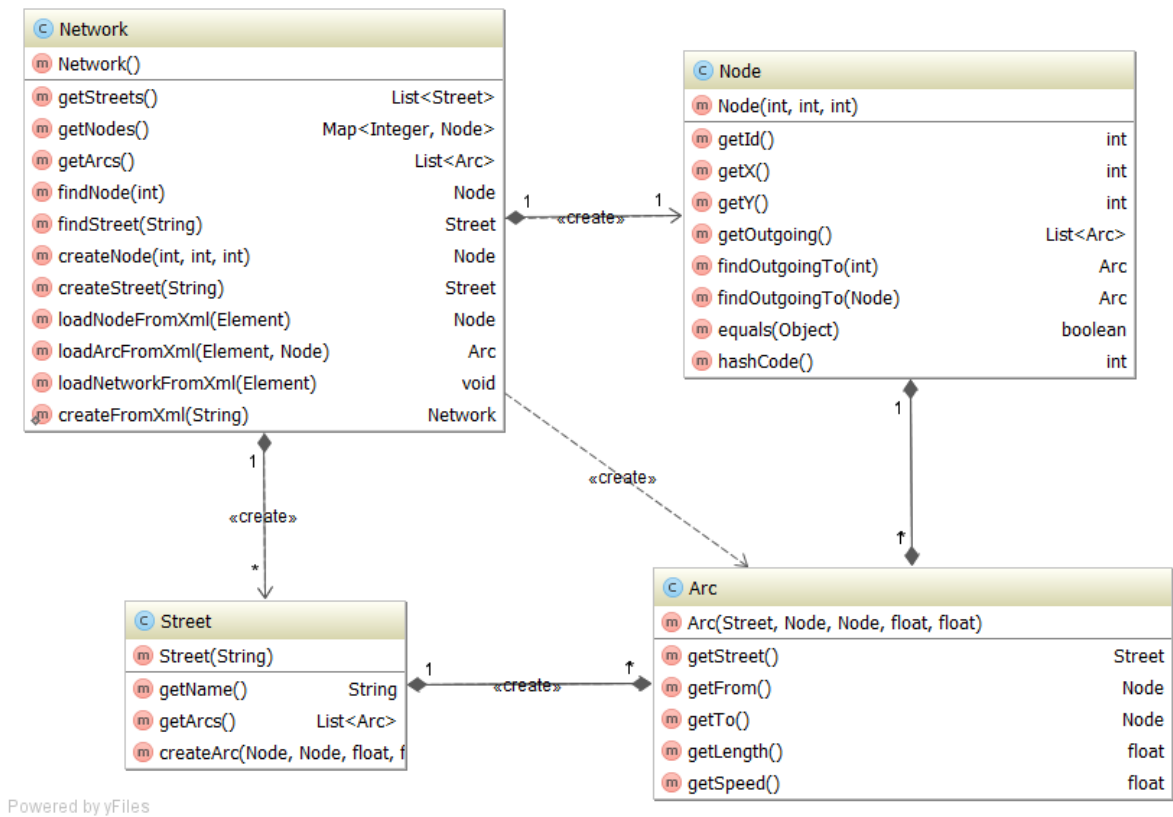 Network
Network()
getStreets() List<Street>
getNodes() Map<Integer, Node>
getArcs() List<Arc>
findNode(int) Node
findStreet(String) Street
createNode(int, int, int) Node
createStreet(String) Street
loadNodeFromXml(Element) Node
loadArcFromXml(Element, Node) Arc
loadNetworkFromXml(Element) void
createFromXml(String) Network
Node
Node(int, int, int)
getId() int
getX() int
getY() int
getOutgoing() List<Arc>
findOutgoingTo(int) Arc
findOutgoingTo(Node) Arc
equals(Object) boolean
hashCode() int
1 «create» 1
1
«create»
*
«create»
1
*
Street
Street(String)
getName() String
getArcs() List<Arc>
createArc(Node, Node, float, f
1 «create» *
Arc
Arc(Street, Node, Node, float, float)
getStreet() Street
getFrom() Node
getTo() Node
getLength() float
getSpeed() float
Powered by yFiles